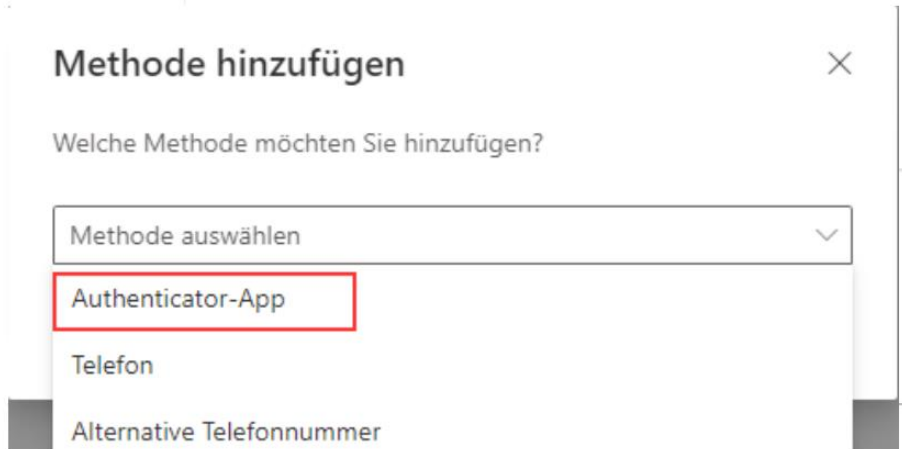 Methode hinzufügen
Welche Methode möchten Sie hinzufügen?
Methode auswählen
Authenticator-App
Telefon
Alternative Telefonnummer